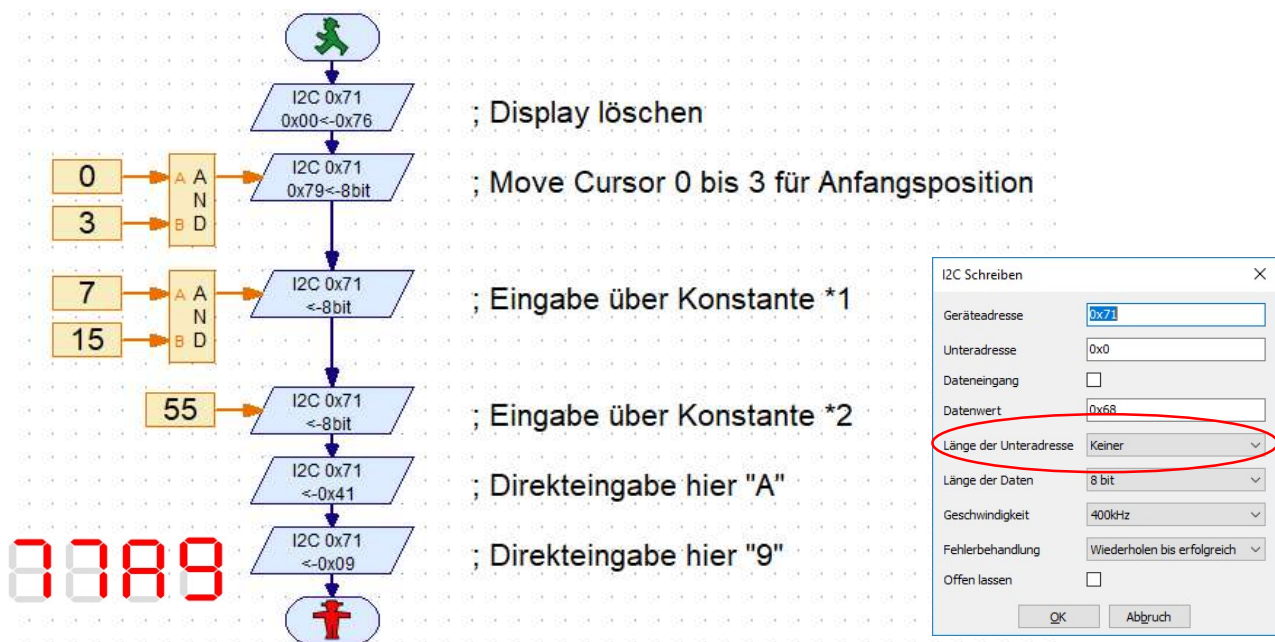 I2C 0x71
0x00<-0x76
; Display löschen
0
3
A A
N
B D
I2C 0x71
0x79<-8bit
; Move Cursor 0 bis 3 für Anfangsposition
7
15
A A
N
B D
I2C 0x71
<-8bit
; Eingabe über Konstante *1
55
I2C 0x71
<-8bit
; Eingabe über Konstante *2
I2C 0x71
<-0x41
; Direkteingabe hier "A"
77A9
I2C 0x71
<-0x09
; Direkteingabe hier "9"
I2C Schreiben
Geräteadresse 0x71
Unteradresse 0x0
Dateneingang
Datenwert 0x68
Länge der Unteradresse Keiner
Länge der Daten 8 bit
Geschwindigkeit 400kHz
Fehlerbehandlung Wiederholen bis erfolgreich
Offen lassen
OK Abbruch